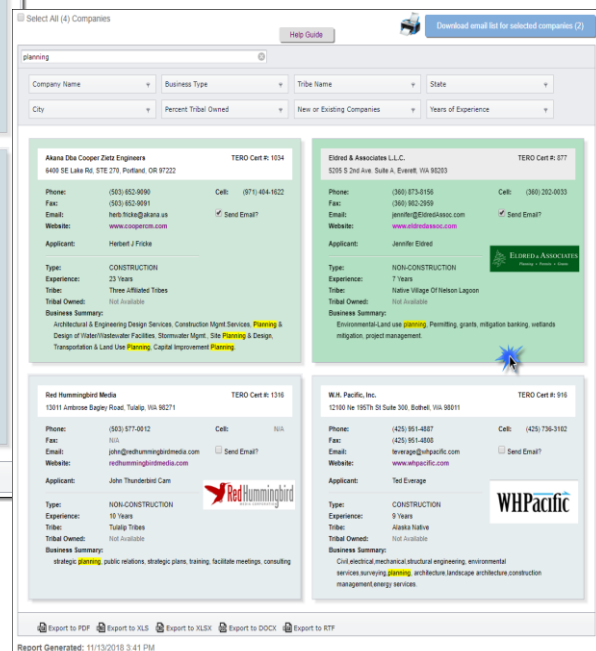 Select All (4) Companies
Help Guide
Download email list for selected companies (2)
planning
Company Name Business Type Tribe Name State
City Percent Tribal Owned New or Existing Companies Years of Experience
Akana Dba Cooper Zietz Engineers TERO Cert #: 1034
6400 SE Lake Rd, STE 270, Portland, OR 97222
Phone: (503) 652-9090 Cell: (971) 404-1622
Fax: (503) 652-9091
Email: herb.fricke@akana.us Send Email?
Website: www.coopercm.com
Applicant: Herbert J Fricke
Type: CONSTRUCTION
Experience: 23 Years
Tribe: Three Affiliated Tribes
Tribal Owned: Not Available
Business Summary:
Architectural & Engineering Design Services, Construction Mgmt Services, Planning &
Design of Water/Wastewater Facilities, Stormwater Mgmt., Site Planning & Design,
Transportation & Land Use Planning, Capital Improvement Planning.
Eldred & Associates L.L.C. TERO Cert #: 877
5205 S 2nd Ave. Suite A, Everett, WA 98203
Phone: (360) 873-8156 Cell: (360) 202-0033
Fax: (360) 982-2959
Email: jennifer@EldredAssoc.com Send Email?
Website: www.eldredassoc.com
Applicant: Jennifer Eldred
ELDRED & ASSOCIATES
Type: NON-CONSTRUCTION
Experience: 7 Years
Tribe: Native Village Of Nelson Lagoon
Tribal Owned: Not Available
Business Summary:
Environmental-Land use planning, Permitting, grants, mitigation banking, wetlands
mitigation, project management.
Red Hummingbird Media TERO Cert #: 1316
13011 Ambrose Bagley Road, Tulalip, WA 98271
Phone: (503) 577-0012 Cell: N/A
Fax: N/A
Email: john@redhummingbirdmedia.com Send Email?
Website: redhummingbirdmedia.com
Applicant: John Thunderbird Cam
RedHummingbird
Type: NON-CONSTRUCTION
Experience: 10 Years
Tribe: Tulalip Tribes
Tribal Owned: Not Available
Business Summary:
strategic planning, public relations, strategic plans, training, facilitate meetings, consulting
W.H. Pacific, Inc. TERO Cert #: 916
12100 Ne 195Th St Suite 300, Bothell, WA 98011
Phone: (425) 951-4887 Cell: (425) 736-3102
Fax: (425) 951-4808
Email: teverage@whpacific.com Send Email?
Website: www.whpacific.com
Applicant: Ted Everage
WHPacific
Type: CONSTRUCTION
Experience: 9 Years
Tribe: Alaska Native
Tribal Owned: Not Available
Business Summary:
Civil,electrical,mechanical,structural engineering, environmental
services,surveying,planning, architecture,landscape architecture,construction
management,energy services.
Export to PDF Export to XLS Export to XLSX Export to DOCX Export to RTF
Report Generated: 11/13/2018 3:41 PM